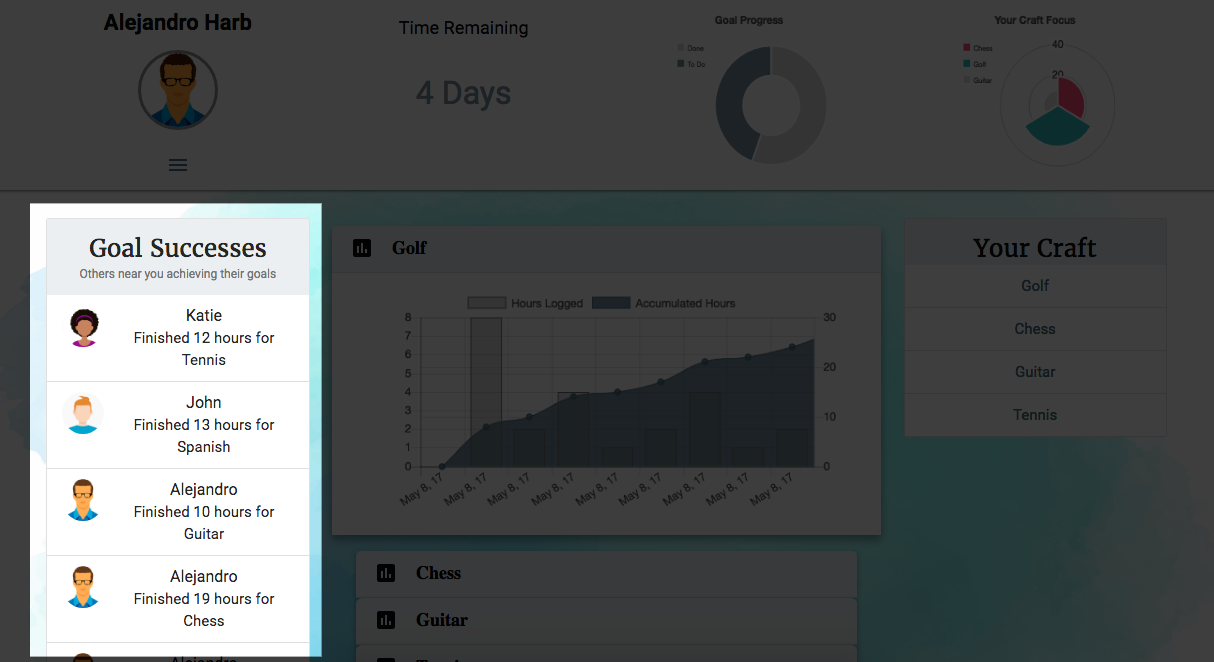 Alejandro Harb
Time Remaining
4 Days
Goal Progress
Done
To Do
Your Craft Focus
Chess
Golf
Guitar
40
20
Goal Successes
Others near you achieving their goals
Katie
Finished 12 hours for
Tennis
John
Finished 13 hours for
Spanish
Alejandro
Finished 10 hours for
Guitar
Alejandro
Finished 19 hours for
Chess
Alejandro
Golf
Hours Logged
Accumulated Hours
8
7
6
5
4
3
2
1
0
30
20
10
0
May 8, 17
May 8, 17
May 8, 17
May 8, 17
May 8, 17
May 8, 17
May 8, 17
May 8, 17
May 8, 17
Chess
Guitar
Your Craft
Golf
Chess
Guitar
Tennis